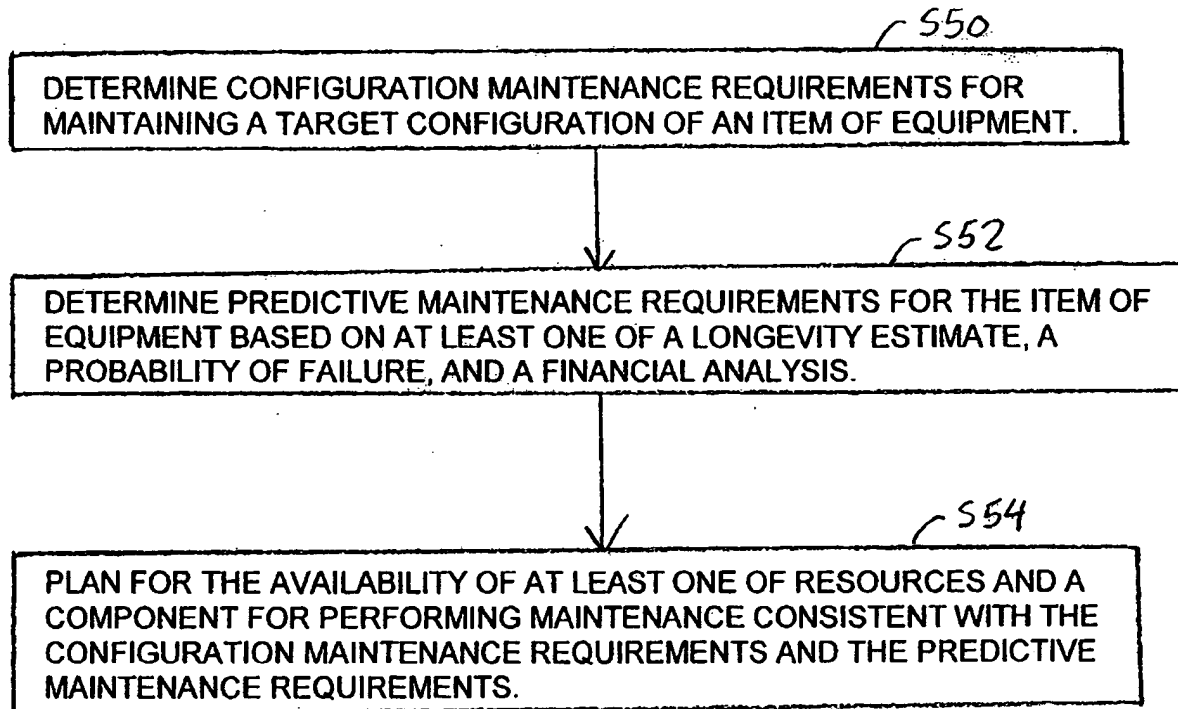 S50
DETERMINE CONFIGURATION MAINTENANCE REQUIREMENTS FOR
MAINTAINING A TARGET CONFIGURATION OF AN ITEM OF EQUIPMENT.
S52
DETERMINE PREDICTIVE MAINTENANCE REQUIREMENTS FOR THE ITEM OF
EQUIPMENT BASED ON AT LEAST ONE OF A LONGEVITY ESTIMATE, A
PROBABILITY OF FAILURE, AND A FINANCIAL ANALYSIS.
S54
PLAN FOR THE AVAILABILITY OF AT LEAST ONE OF RESOURCES AND A
COMPONENT FOR PERFORMING MAINTENANCE CONSISTENT WITH THE
CONFIGURATION MAINTENANCE REQUIREMENTS AND THE PREDICTIVE
MAINTENANCE REQUIREMENTS.